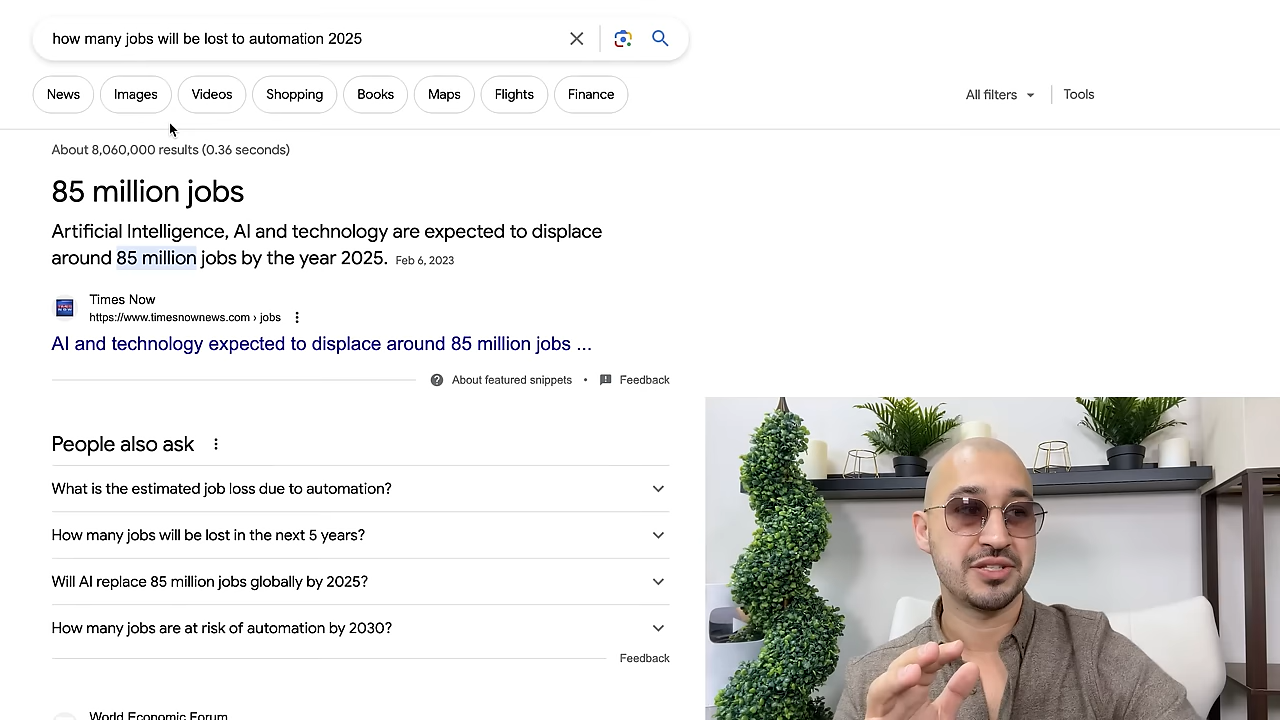 how many jobs will be lost to automation 2025
News Images Videos Shopping Books Maps Flights Finance All filters Tools
About 8,060,000 results (0.36 seconds)
85 million jobs
Artificial Intelligence, AI and technology are expected to displace
around 85 million jobs by the year 2025. Feb 6, 2023
TIMES NOW
Times Now
https://www.timesnownews.com › jobs
AI and technology expected to displace around 85 million jobs ...
About featured snippets • Feedback
People also ask
What is the estimated job loss due to automation?
How many jobs will be lost in the next 5 years?
Will AI replace 85 million jobs globally by 2025?
How many jobs are at risk of automation by 2030?
Feedback
World Economic Forum